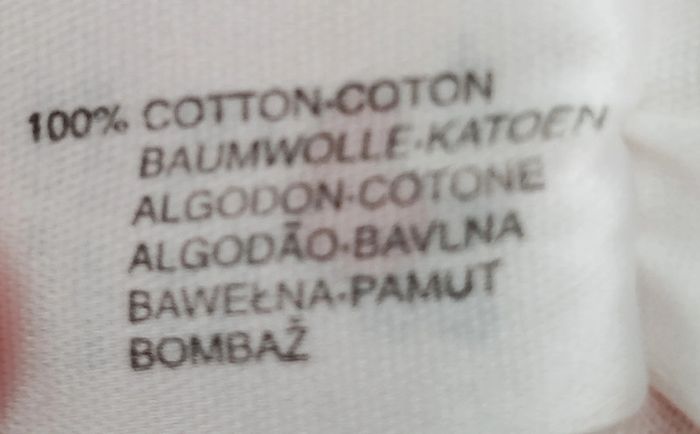 100% COTTON-COTON
BAUMWOLLE-KATOEN
ALGODON-COTONE
ALGODÃO-BAVLNA
BAWEŁNA-PAMUT
BOMBAŽ